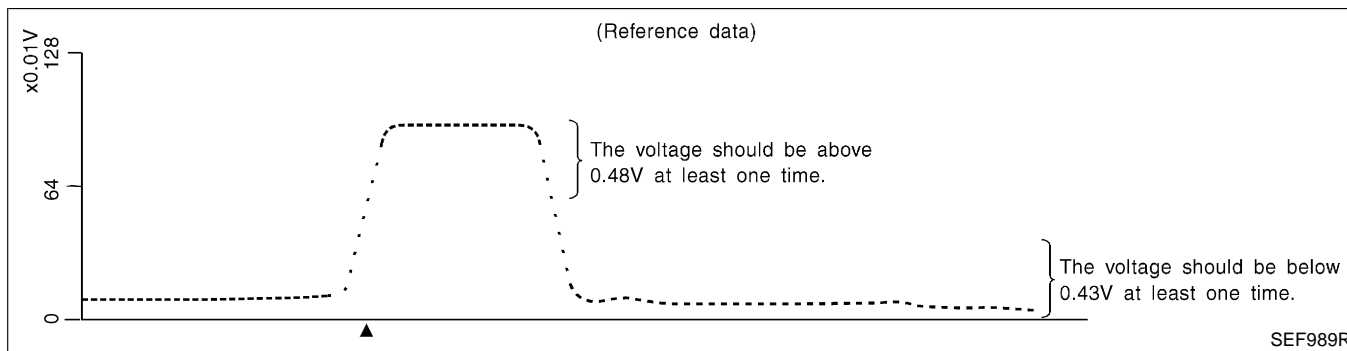 (Reference data)
x0.01V
128
64
0
The voltage should be above
0.48V at least one time.
The voltage should be below
0.43V at least one time.
SEF989R